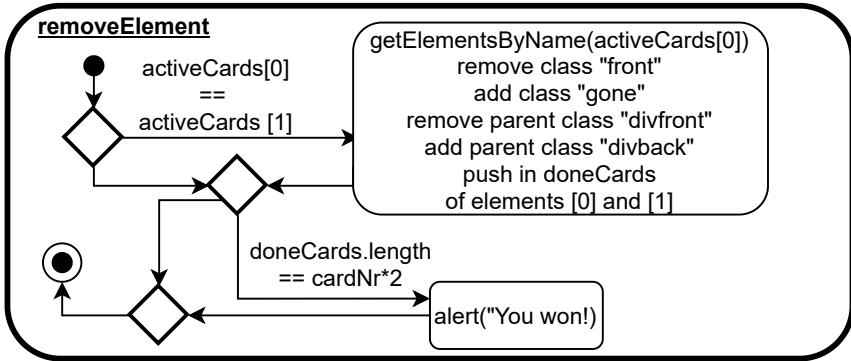 removeElement
activeCards[0]
==
activeCards [1]
getElementsByName(activeCards[0])
remove class "front"
add class "gone"
remove parent class "divfront"
add parent class "divback"
push in doneCards
of elements [0] and [1]
doneCards.length
== cardNr*2
alert("You won!)